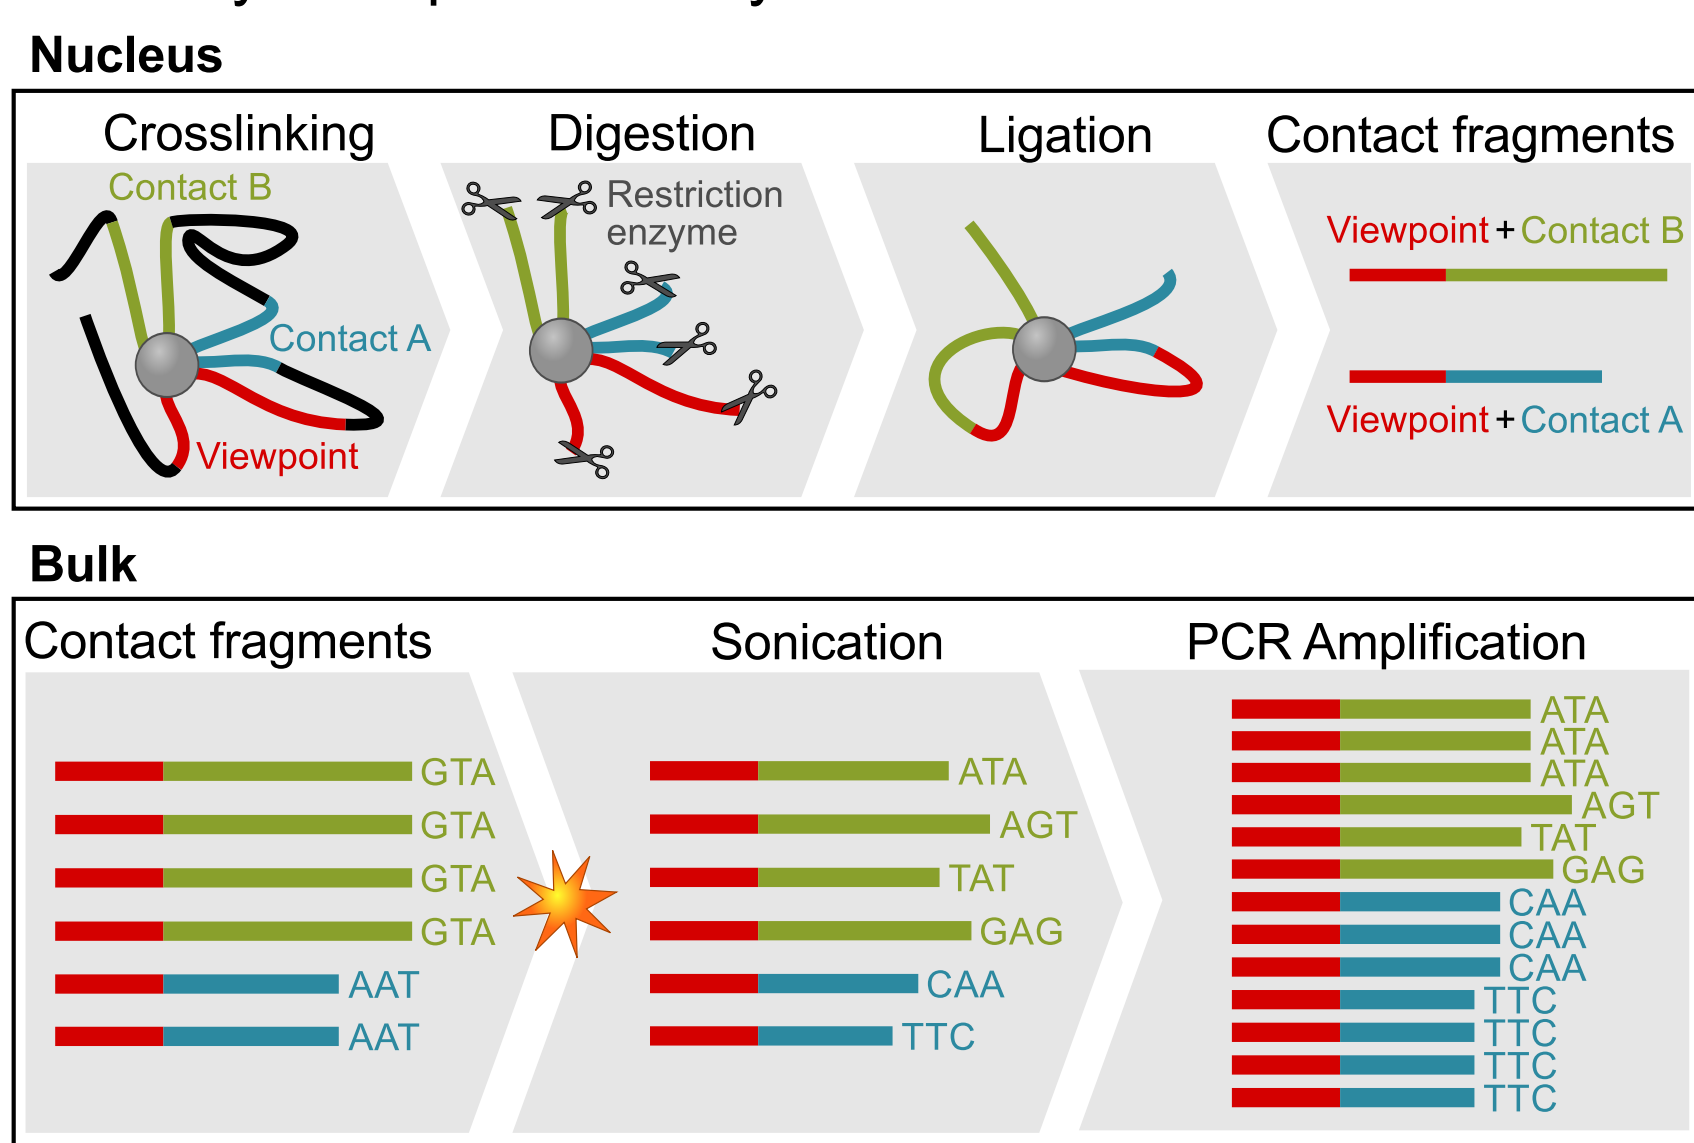 Nucleus
Crosslinking
Digestion
Ligation
Contact fragments
Contact B
Contact A
Viewpoint
Restriction
enzyme
Viewpoint + Contact B
Viewpoint + Contact A
Bulk
Contact fragments
Sonication
PCR Amplification
GTA
GTA
GTA
GTA
AAT
AAT
ATA
AGT
TAT
GAG
CAA
TTC
ATA
ATA
ATA
AGT
TAT
GAG
CAA
CAA
CAA
TTC
TTC
TTC
TTC